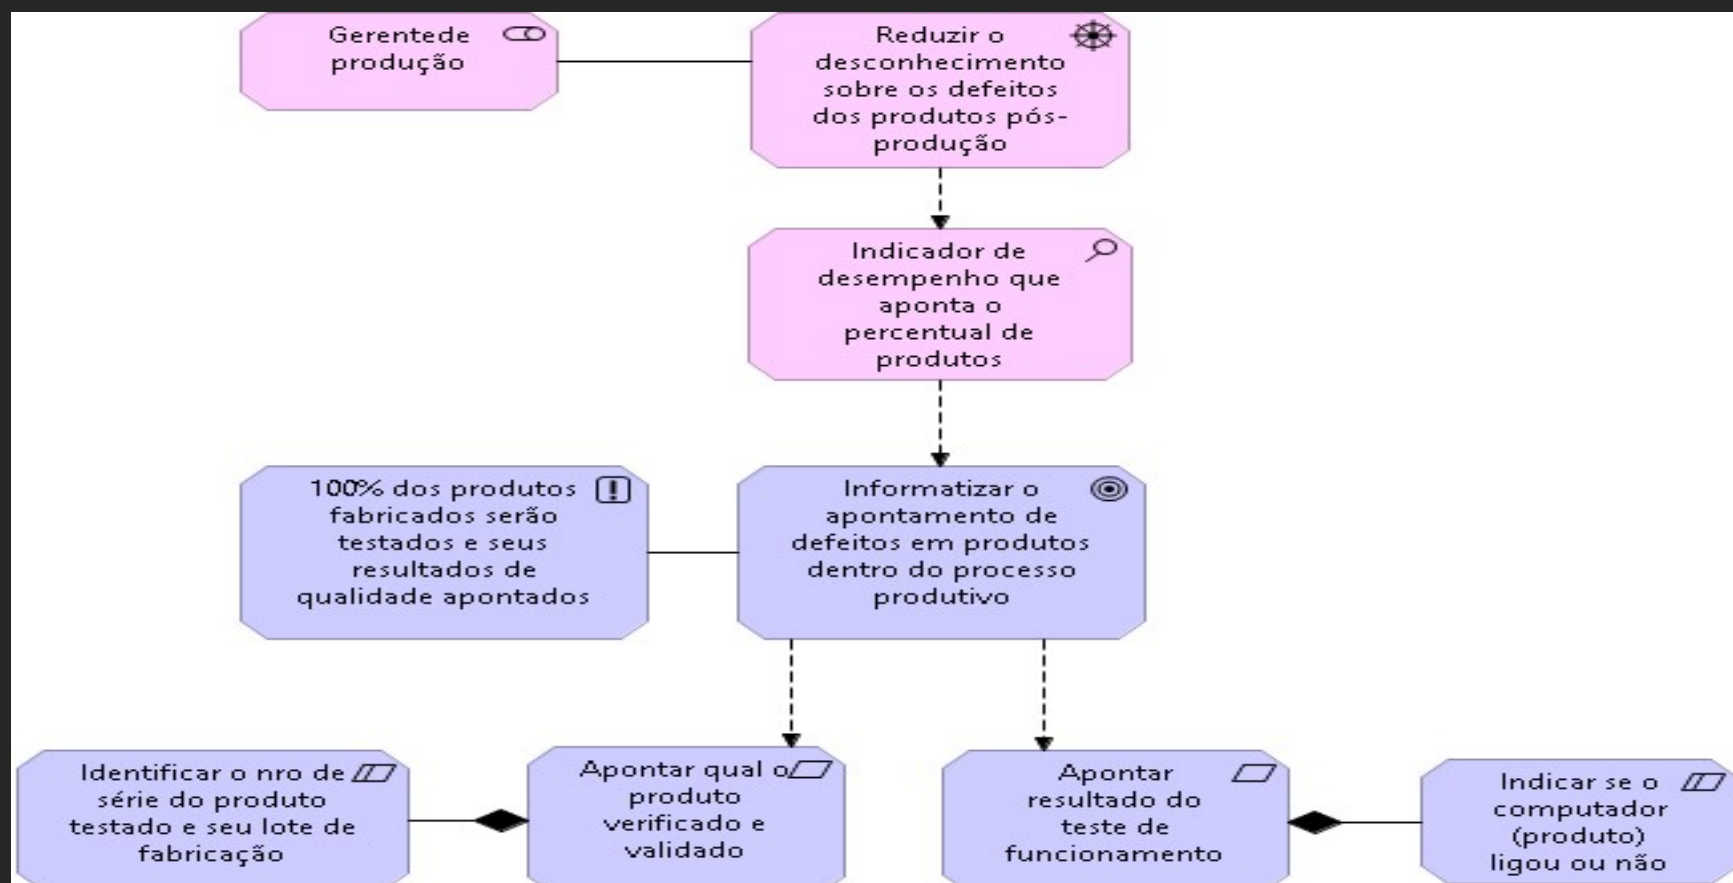 Gerentede
produção
Reduzir o
desconhecimento
sobre os defeitos
dos produtos pós-
produção
Indicador de
desempenho que
aponta o
percentual de
produtos
100% dos produtos
fabricados serão
testados e seus
resultados de
qualidade apontados
Informatizar o
apontamento de
defeitos em produtos
dentro do processo
produtivo
Identificar o nro de
série do produto
testado e seu lote de
fabricação
Apontar qual o
produto
verificado e
validado
Apontar
resultado do
teste de
funcionamento
Indicar se o
computador
(produto)
ligou ou não